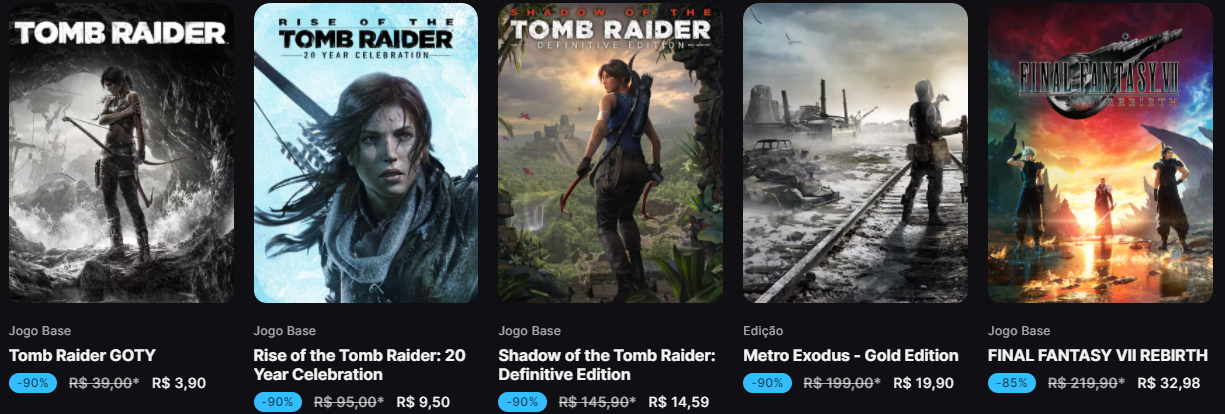 TOMB RAIDER
RISE OF THE
TOMB RAIDER
20 YEAR CELEBRATION
SHADOW OF THE
TOMB RAIDER
DEFINITIVE EDITION
FINAL FANTASY VII
REBIRTH
Jogo Base
Tomb Raider GOTY
-90% R$ 39,00* R$ 3,90
Jogo Base
Rise of the Tomb Raider: 20
Year Celebration
-90% R$ 95,00* R$ 9,50
Jogo Base
Shadow of the Tomb Raider:
Definitive Edition
-90% R$ 145,90* R$ 14,59
Edição
Metro Exodus - Gold Edition
-90% R$ 199,00* R$ 19,90
Jogo Base
FINAL FANTASY VII REBIRTH
-85% R$ 219,90* R$ 32,98